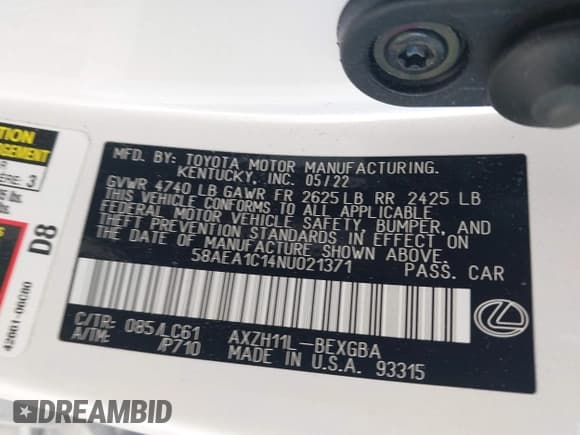 MFD. BY: TOYOTA MOTOR MANUFACTURING.
KENTUCKY, INC. 05/22
GVWR 4740 LB GAWR FR 2625 LB RR 2425 LB
THIS VEHICLE CONFORMS TO ALL APPLICABLE
FEDERAL MOTOR VEHICLE SAFETY, BUMPER, AND
THEFT PREVENTION STANDARDS IN EFFECT ON
THE DATE OF MANUFACTURE SHOWN ABOVE.
58AEA1C14NU021371 PASS. CAR
C/TR: 085/LC61 AXZH11L-BEXGBA
A/TM: /P710 MADE IN U.S.A. 93315
3
D8
42661-06C80
DREAMBID